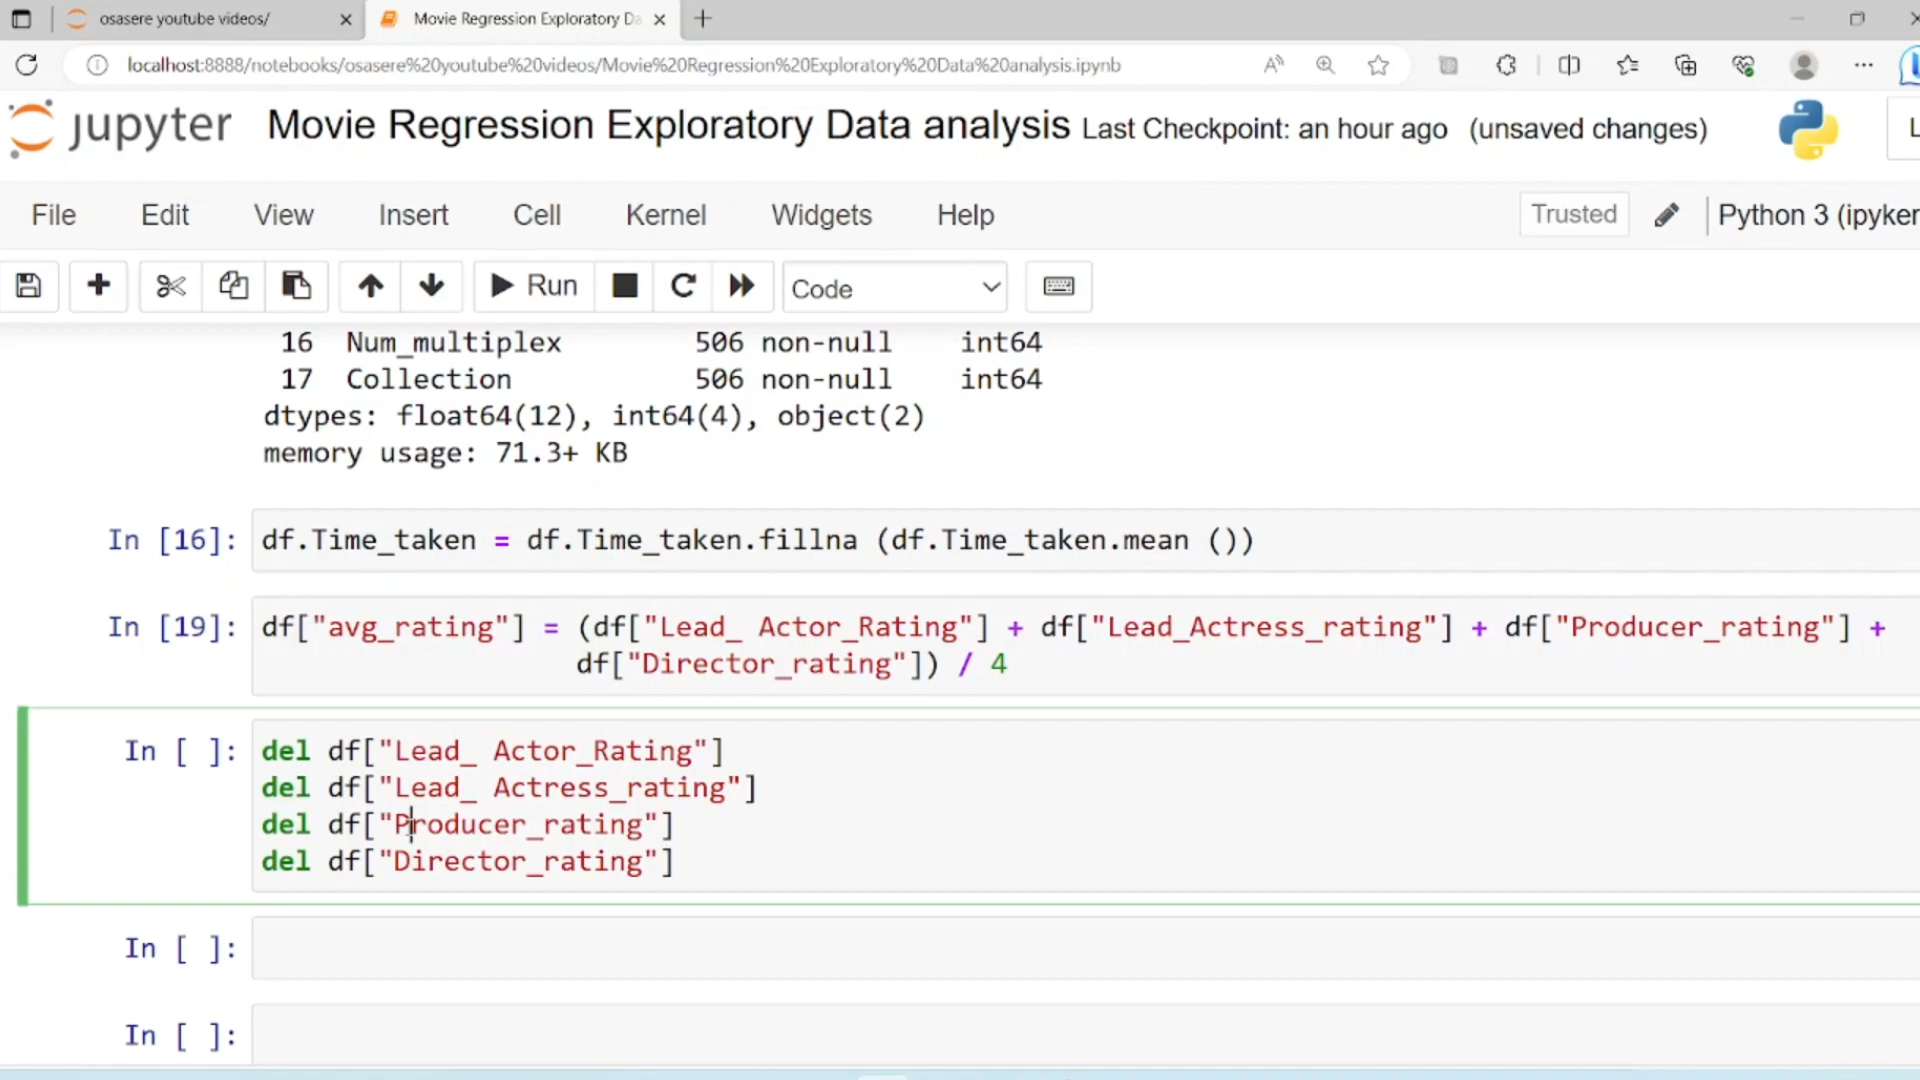 osasere youtube videos/
Movie Regression Exploratory Da
localhost:8888/notebooks/osasere%20youtube%20videos/Movie%20Regression%20Exploratory%20Data%20analysis.ipynb
jupyter Movie Regression Exploratory Data analysis Last Checkpoint: an hour ago (unsaved changes)
File Edit View Insert Cell Kernel Widgets Help Trusted Python 3 (ipyker
Run Code
16 Num_multiplex 506 non-null int64
17 Collection 506 non-null int64
dtypes: float64(12), int64(4), object(2)
memory usage: 71.3+ KB
In [16]: df.Time_taken = df.Time_taken.fillna (df.Time_taken.mean ())
In [19]: df["avg_rating"] = (df["Lead_ Actor_Rating"] + df["Lead_Actress_rating"] + df["Producer_rating"] +
df["Director_rating"]) / 4
In [ ]: del df["Lead_ Actor_Rating"]
del df["Lead_ Actress_rating"]
del df["Producer_rating"]
del df["Director_rating"]
In [ ]:
In [ ]: